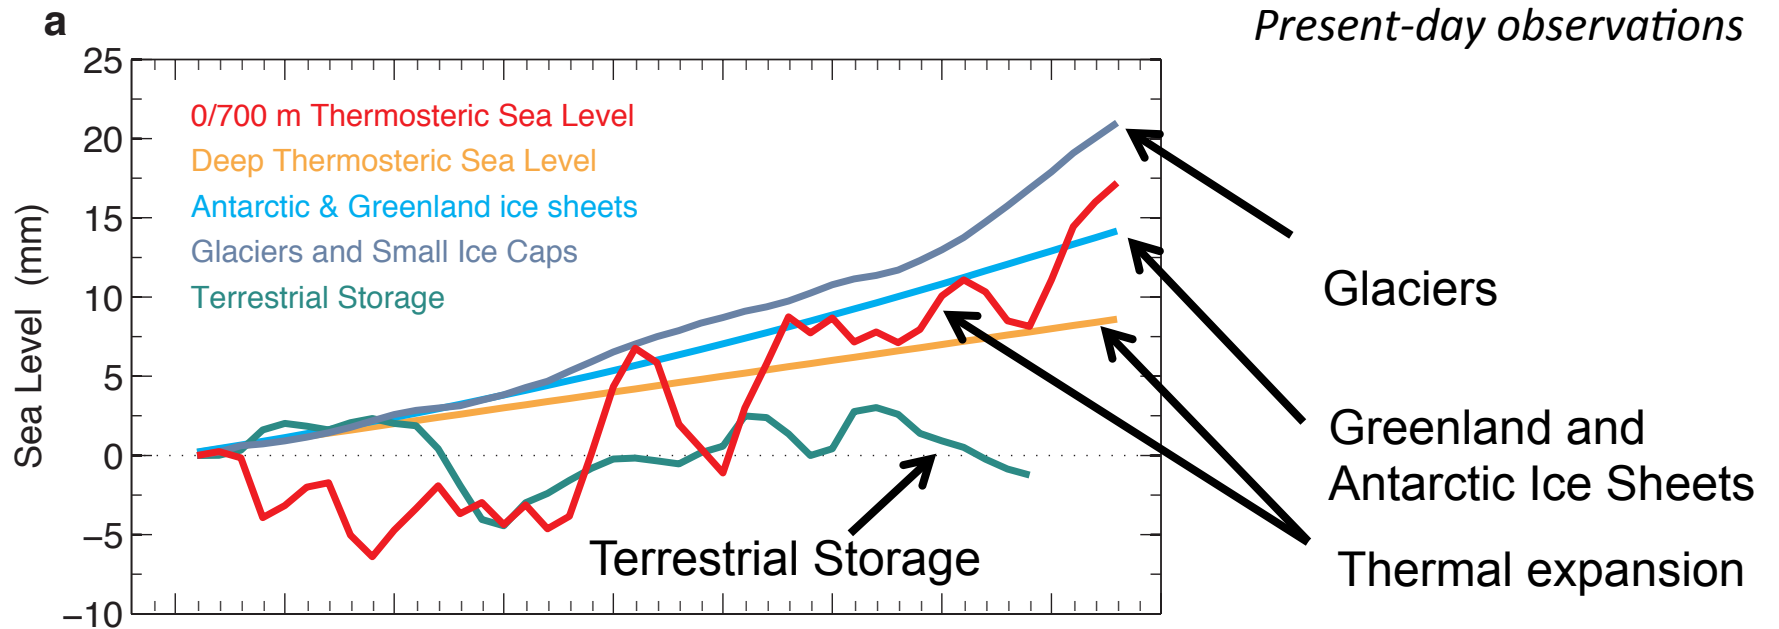 a
Present-day observations
25
20
15
10
5
0
−5
−10
Sea Level (mm)
0/700 m Thermosteric Sea Level
Deep Thermosteric Sea Level
Antarctic & Greenland ice sheets
Glaciers and Small Ice Caps
Terrestrial Storage
Glaciers
Greenland and
Antarctic Ice Sheets
Terrestrial Storage
Thermal expansion